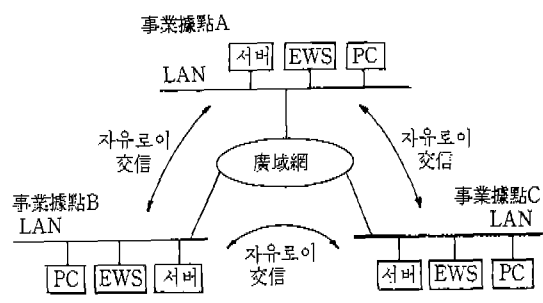 事業據點A
서버 EWS PC
LAN
자유로이
交信
자유로이
交信
廣域網
事業據點B
LAN
事業據點C
LAN
자유로이
交信
PC EWS 서버
서버 EWS PC